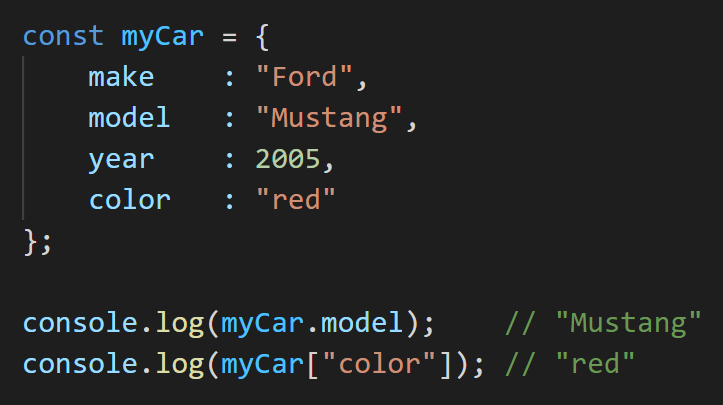 const myCar = {
    make    : "Ford",
    model   : "Mustang",
    year    : 2005,
    color   : "red"
};

console.log(myCar.model);    // "Mustang"
console.log(myCar["color"]); // "red"